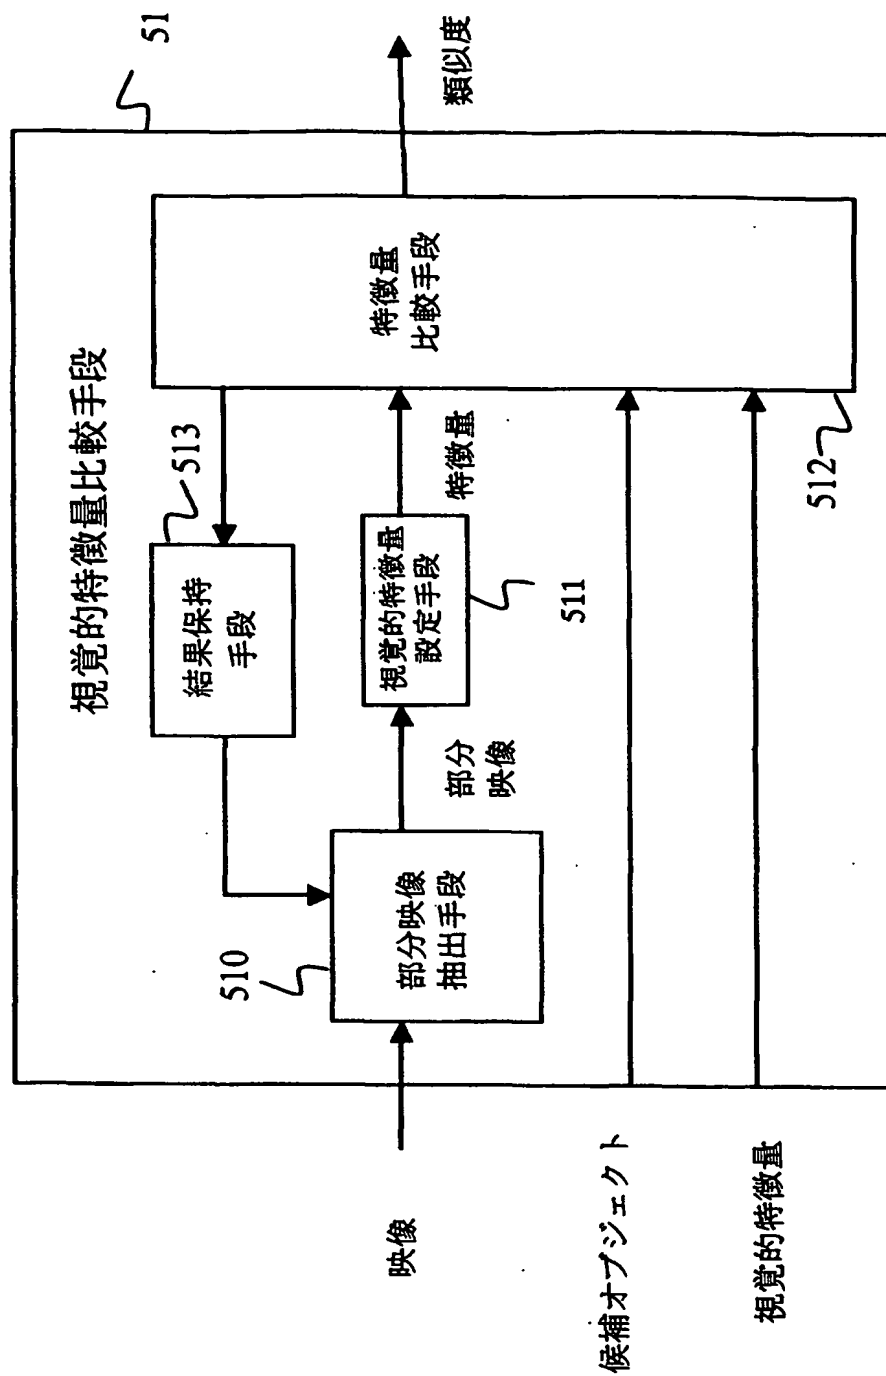 視覚的特徴量比較手段
51
映像
候補オブジェクト
視覚的特徴量
510
部分映像
抽出手段
部分
映像
結果保持
手段
513
視覚的特徴量
設定手段
511
特徴量
特徴量
比較手段
512
類似度